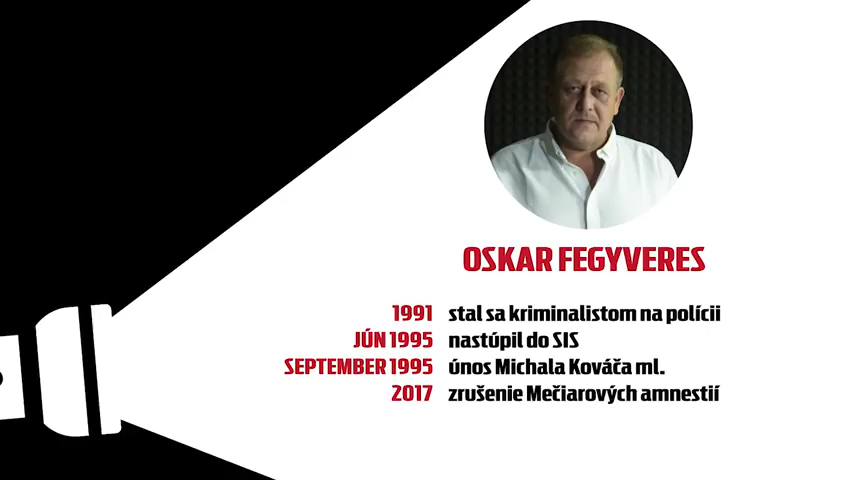 OSKAR FEGYVERES
1991 stal sa kriminalistom na polícii
JÚN 1995 nastúpil do SIS
SEPTEMBER 1995 únos Michala Kováča ml.
2017 zrušenie Mečiarových amnestií